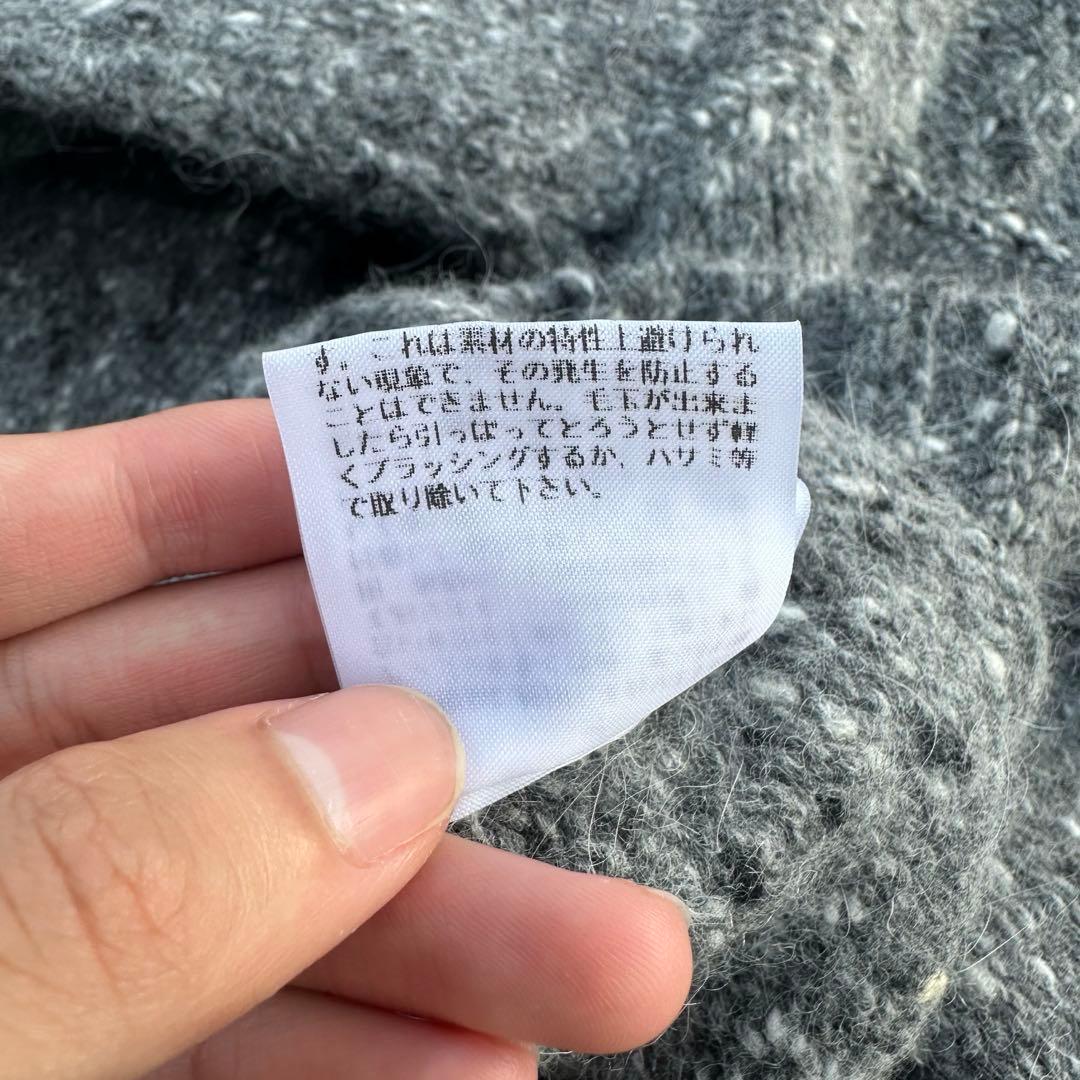 す。これは素材の特性上避けられ
ない現象で、その発生を防止する
ことはできません。毛玉が出来ま
したら引っぱってとろうとせず軽
くブラッシングするか、ハサミ等
で取り除いて下さい。